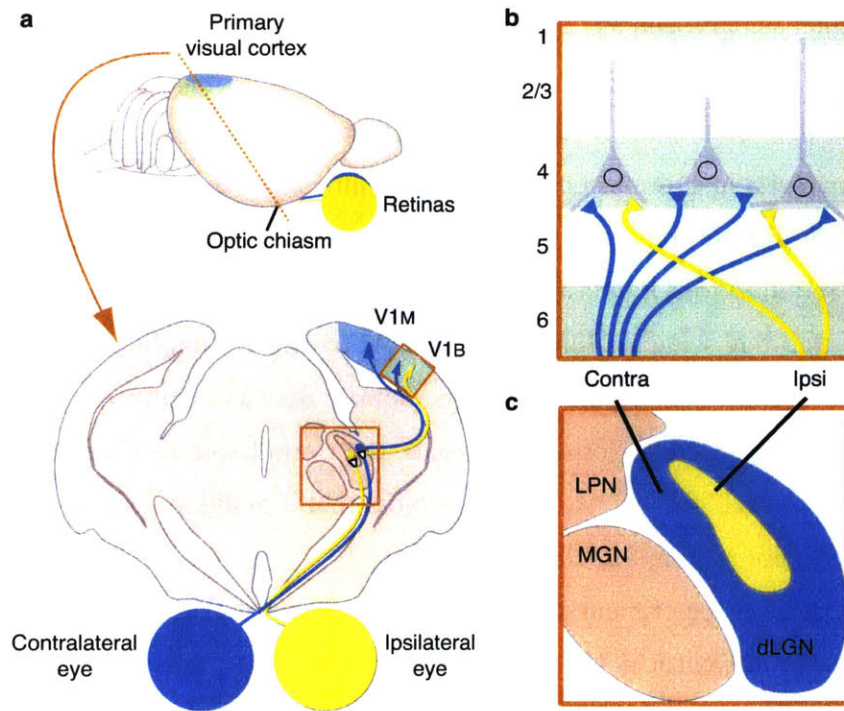 a
Primary
visual cortex
Retinas
Optic chiasm
V1M
V1B
Contralateral
eye
Ipsilateral
eye
b
1
2/3
4
5
6
Contra
Ipsi
c
LPN
MGN
dLGN